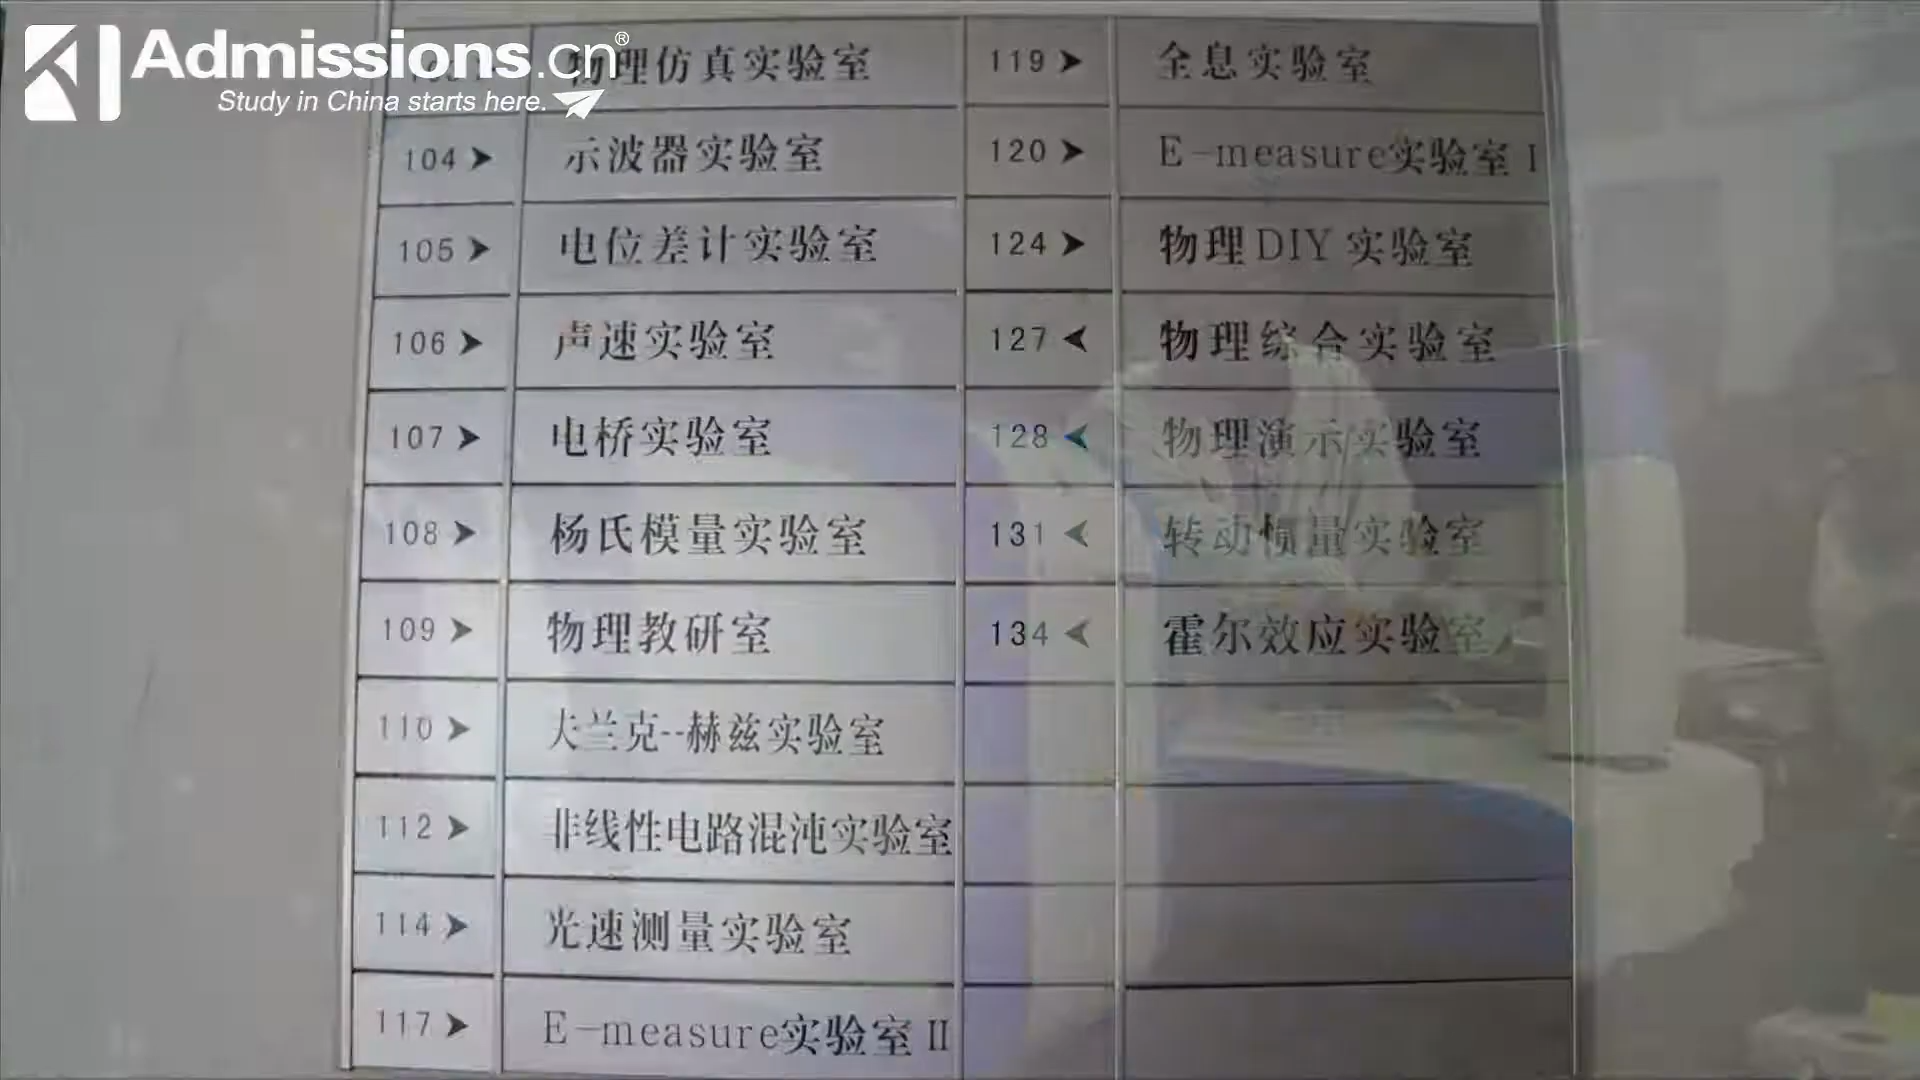 Admissions.cn®
Study in China starts here.
物理仿真实验室
104 ➤ 示波器实验室
105 ➤ 电位差计实验室
106 ➤ 声速实验室
107 ➤ 电桥实验室
108 ➤ 杨氏模量实验室
109 ➤ 物理教研室
110 ➤ 夫兰克--赫兹实验室
112 ➤ 非线性电路混沌实验室
114 ➤ 光速测量实验室
117 ➤ E-measure实验室 II
119 ➤ 全息实验室
120 ➤ E-measure实验室 I
124 ➤ 物理DIY 实验室
127 ⮜ 物理综合实验室
128 ⮜ 物理演示实验室
131 ⮜ 转动惯量实验室
134 ⮜ 霍尔效应实验室